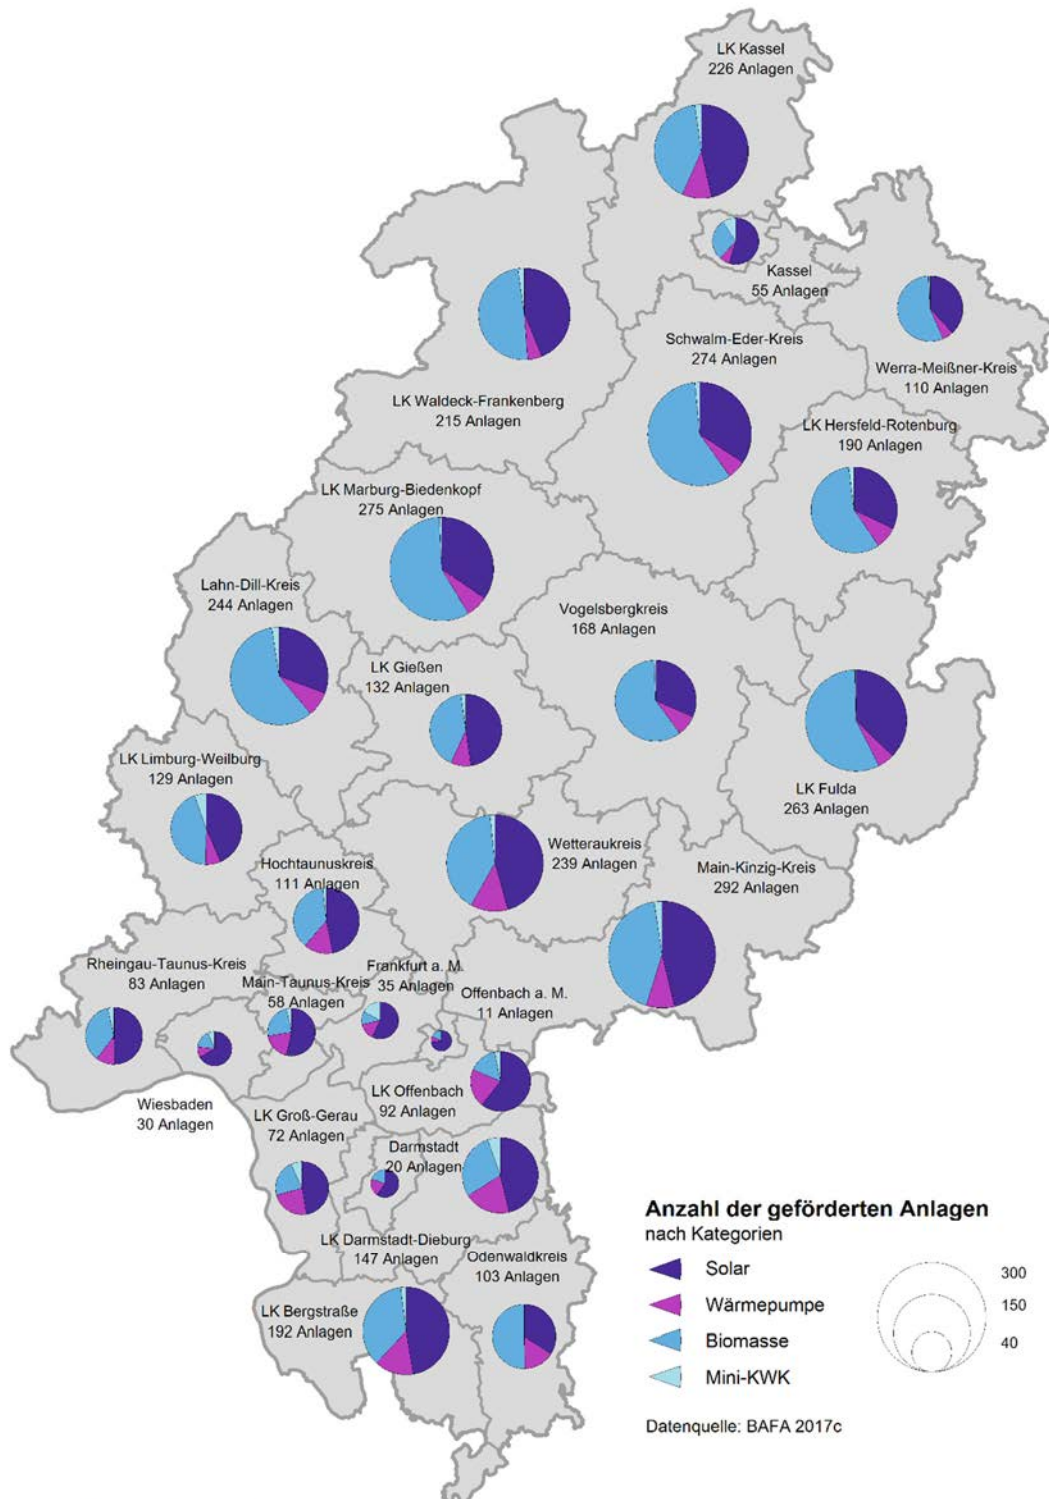 LK Kassel
226 Anlagen
Kassel
55 Anlagen
Werra-Meißner-Kreis
110 Anlagen
Schwalm-Eder-Kreis
274 Anlagen
LK Waldeck-Frankenberg
215 Anlagen
LK Hersfeld-Rotenburg
190 Anlagen
LK Marburg-Biedenkopf
275 Anlagen
Lahn-Dill-Kreis
244 Anlagen
Vogelsbergkreis
168 Anlagen
LK Gießen
132 Anlagen
LK Limburg-Weilburg
129 Anlagen
LK Fulda
263 Anlagen
Wetteraukreis
239 Anlagen
Main-Kinzig-Kreis
292 Anlagen
Hochtaunuskreis
111 Anlagen
Rheingau-Taunus-Kreis
83 Anlagen
Main-Taunus-Kreis
58 Anlagen
Frankfurt a. M.
35 Anlagen
Offenbach a. M.
11 Anlagen
Wiesbaden
30 Anlagen
LK Offenbach
92 Anlagen
LK Groß-Gerau
72 Anlagen
Darmstadt
20 Anlagen
LK Darmstadt-Dieburg
147 Anlagen
Odenwaldkreis
103 Anlagen
LK Bergstraße
192 Anlagen
Anzahl der geförderten Anlagen
nach Kategorien
Solar
Wärmepumpe
Biomasse
Mini-KWK
300
150
40
Datenquelle: BAFA 2017c